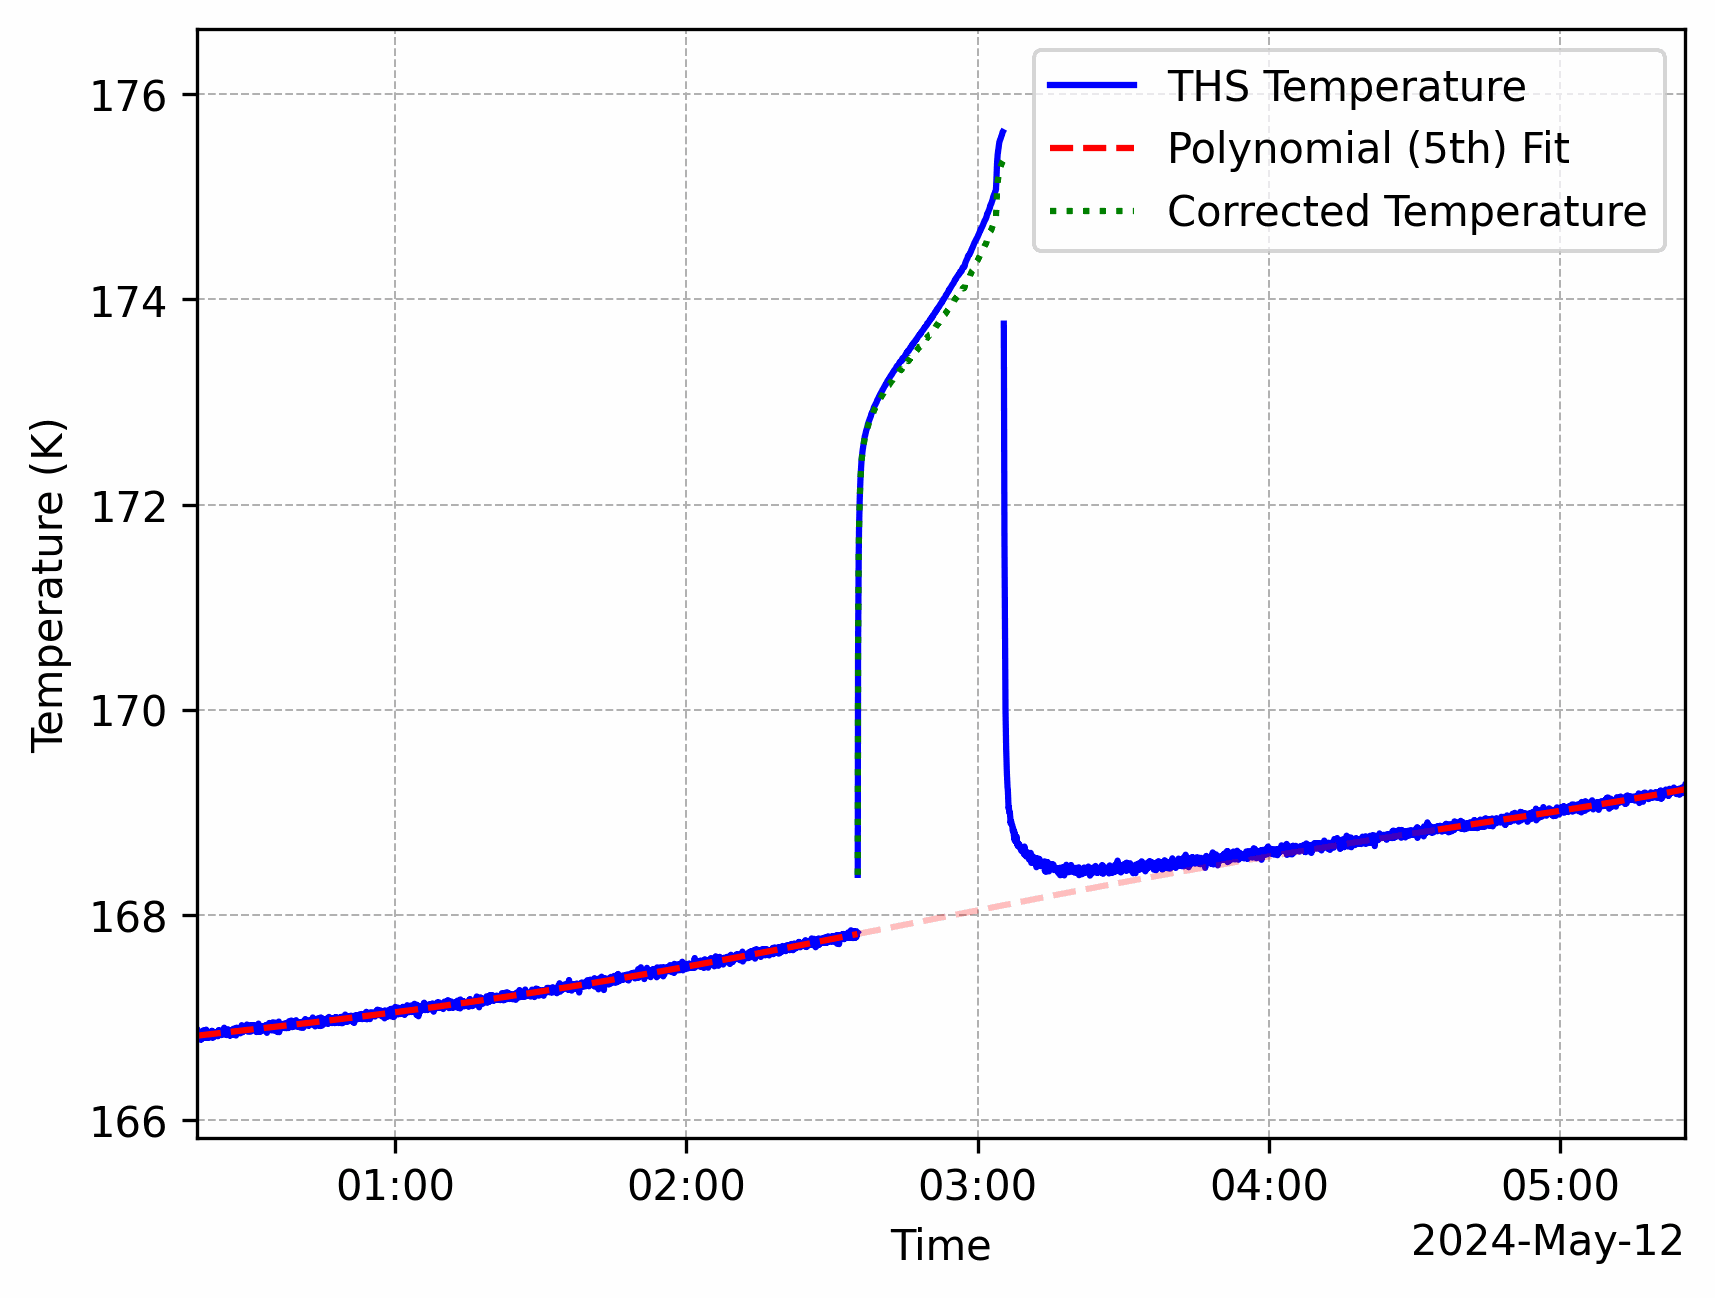 THS Temperature
Polynomial (5th) Fit
Corrected Temperature
176
174
172
170
168
166
Temperature (K)
01:00 02:00 03:00 04:00 05:00
Time
2024-May-12